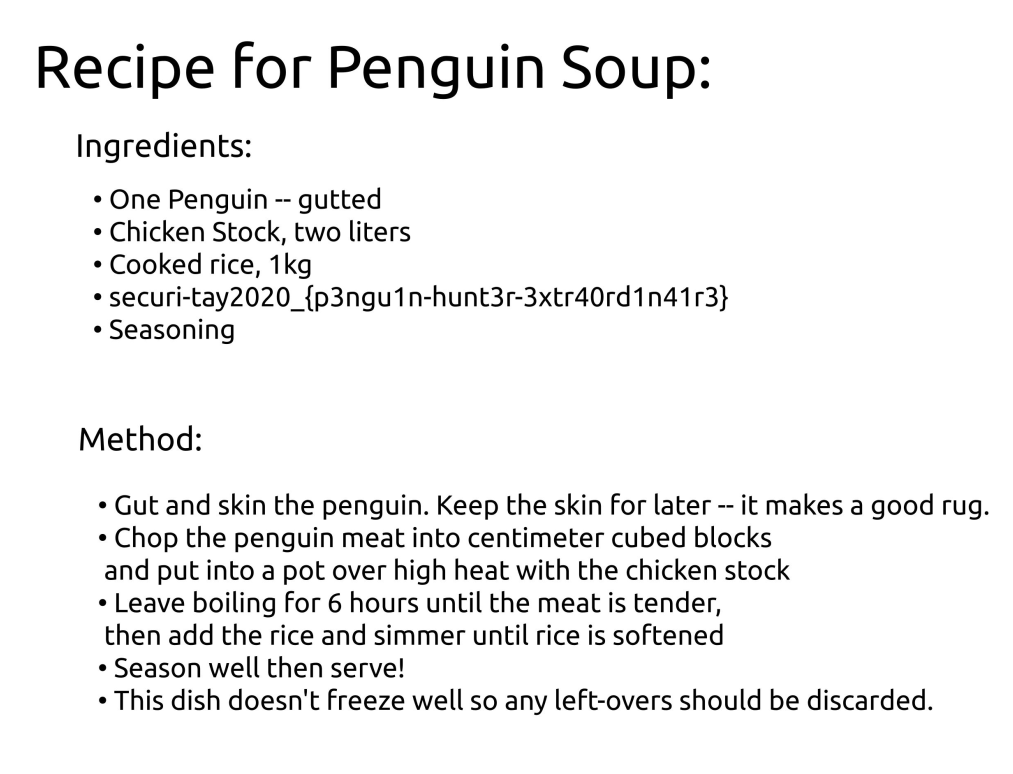 Recipe for Penguin Soup:
Ingredients:
• One Penguin -- gutted
• Chicken Stock, two liters
• Cooked rice, 1kg
• securi-tay2020_{p3ngu1n-hunt3r-3xtr40rd1n41r3}
• Seasoning
Method:
• Gut and skin the penguin. Keep the skin for later -- it makes a good rug.
• Chop the penguin meat into centimeter cubed blocks
and put into a pot over high heat with the chicken stock
• Leave boiling for 6 hours until the meat is tender,
then add the rice and simmer until rice is softened
• Season well then serve!
• This dish doesn't freeze well so any left-overs should be discarded.